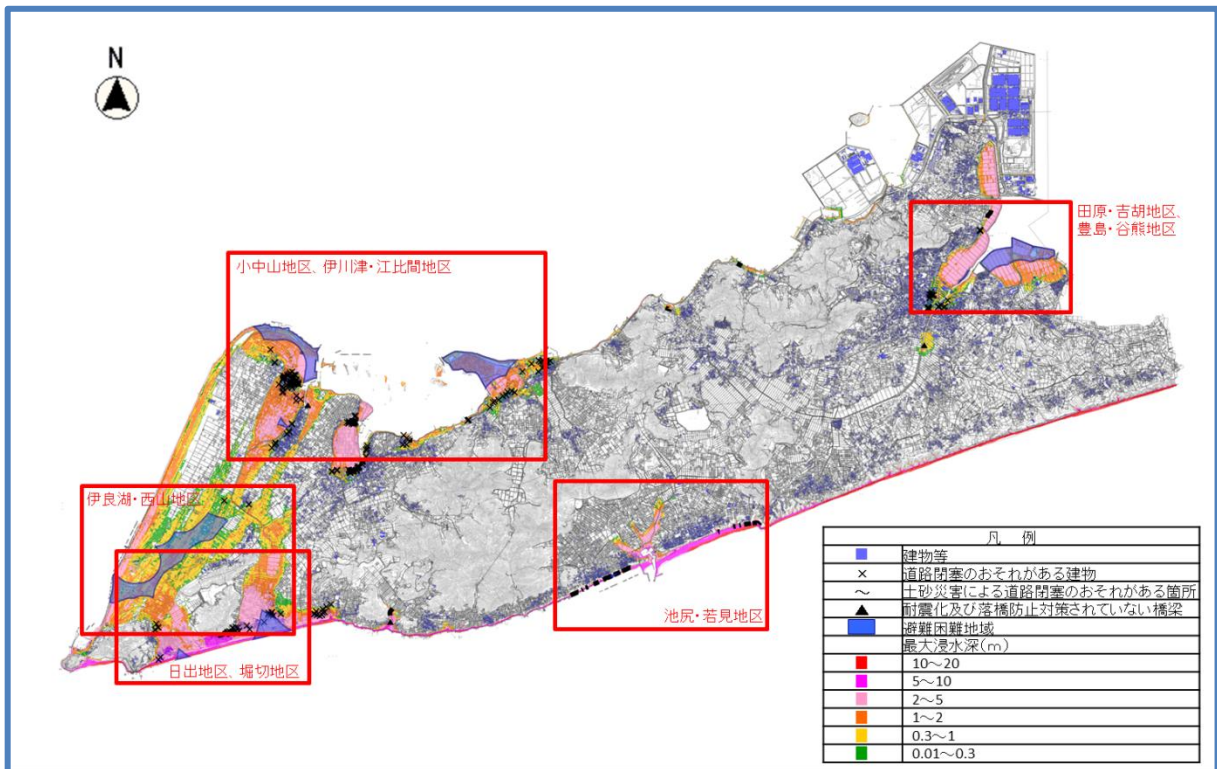 N
田原・吉胡地区、
豊島・谷熊地区
小中山地区、伊川津・江比間地区
伊良湖・西山地区
池尻・若見地区
日出地区、堀切地区
凡 例
建物等
× 道路閉塞のおそれがある建物
～ 土砂災害による道路閉塞のおそれがある箇所
▲ 耐震化及び落橋防止対策されていない橋梁
避難困難地域
最大浸水深(m)
10～20
5～10
2～5
1～2
0.3～1
0.01～0.3